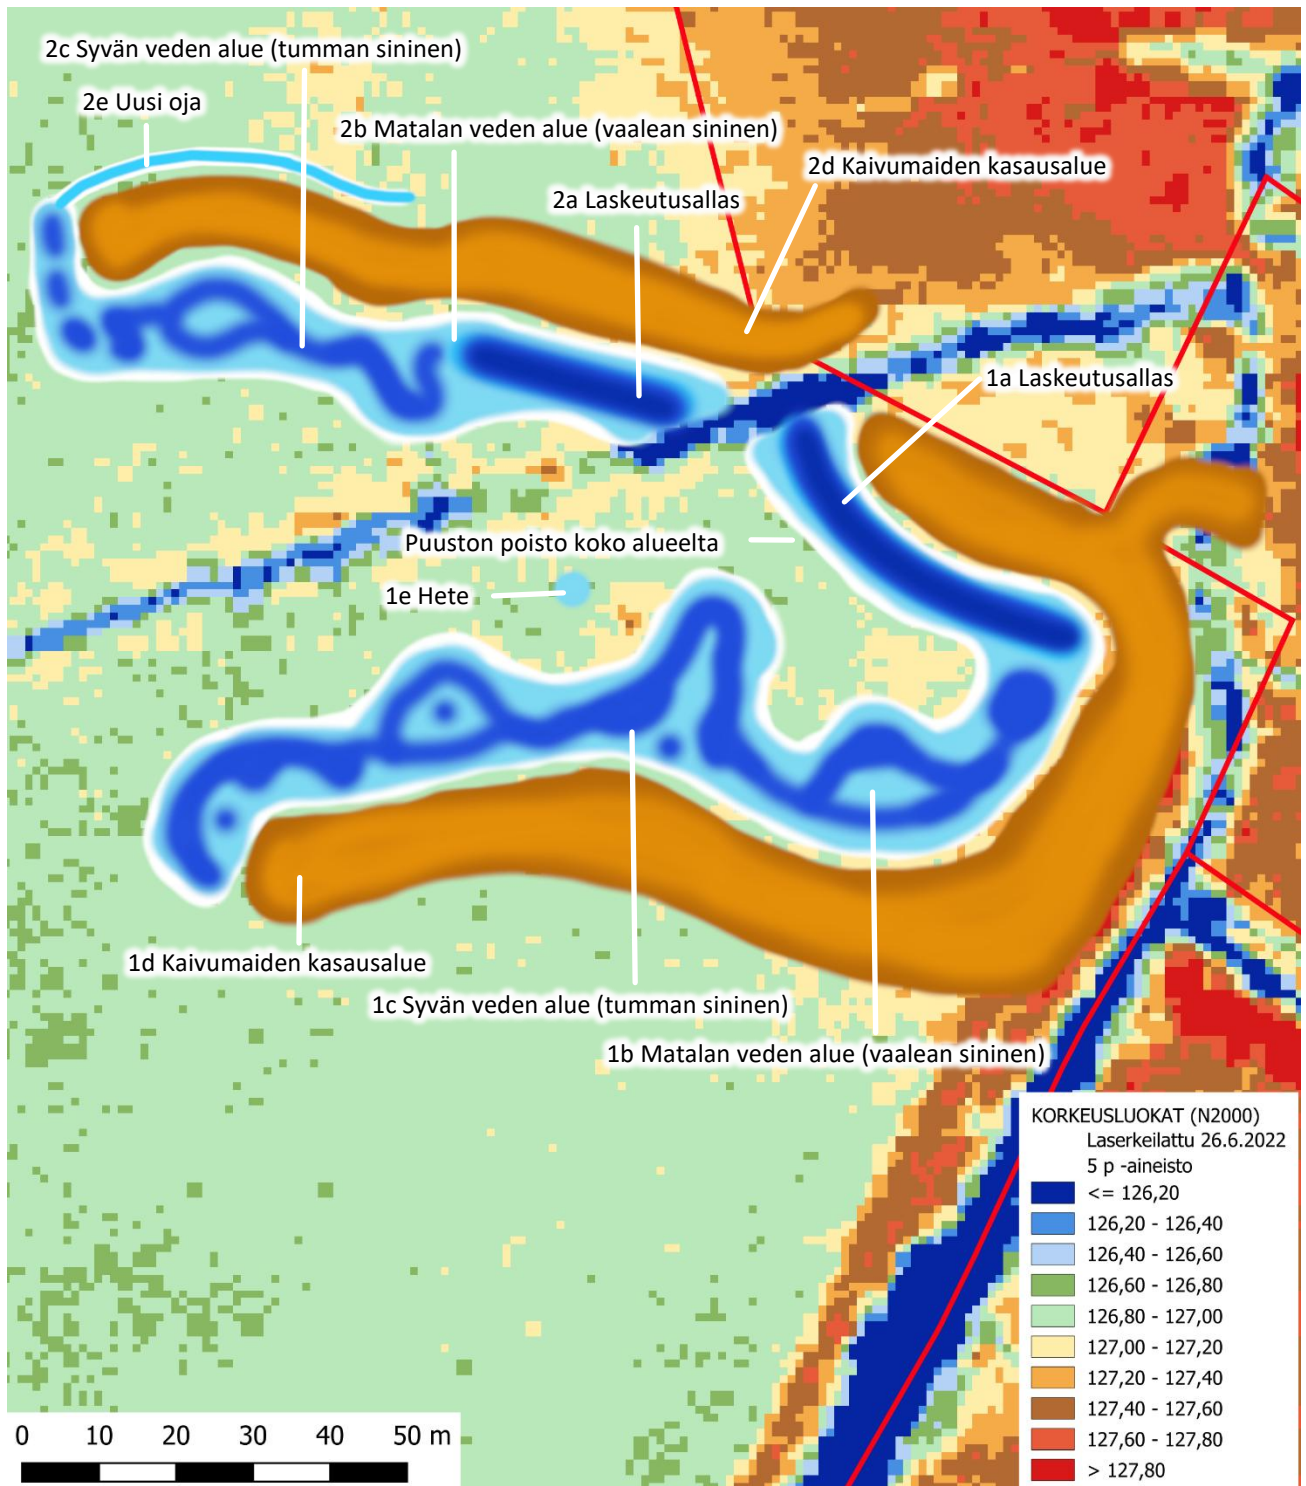 2c Syvän veden alue (tumman sininen)
2e Uusi oja
2b Matalan veden alue (vaalean sininen)
2d Kaivumaiden kasausalue
2a Laskeutusallas
1a Laskeutusallas
Puuston poisto koko alueelta
1e Hete
1d Kaivumaiden kasausalue
1c Syvän veden alue (tumman sininen)
1b Matalan veden alue (vaalean sininen)
KORKEUSLUOKAT (N2000)
Laserkeilattu 26.6.2022
5 p -aineisto
<= 126,20
126,20 - 126,40
126,40 - 126,60
126,60 - 126,80
126,80 - 127,00
127,00 - 127,20
127,20 - 127,40
127,40 - 127,60
127,60 - 127,80
> 127,80
0 10 20 30 40 50 m